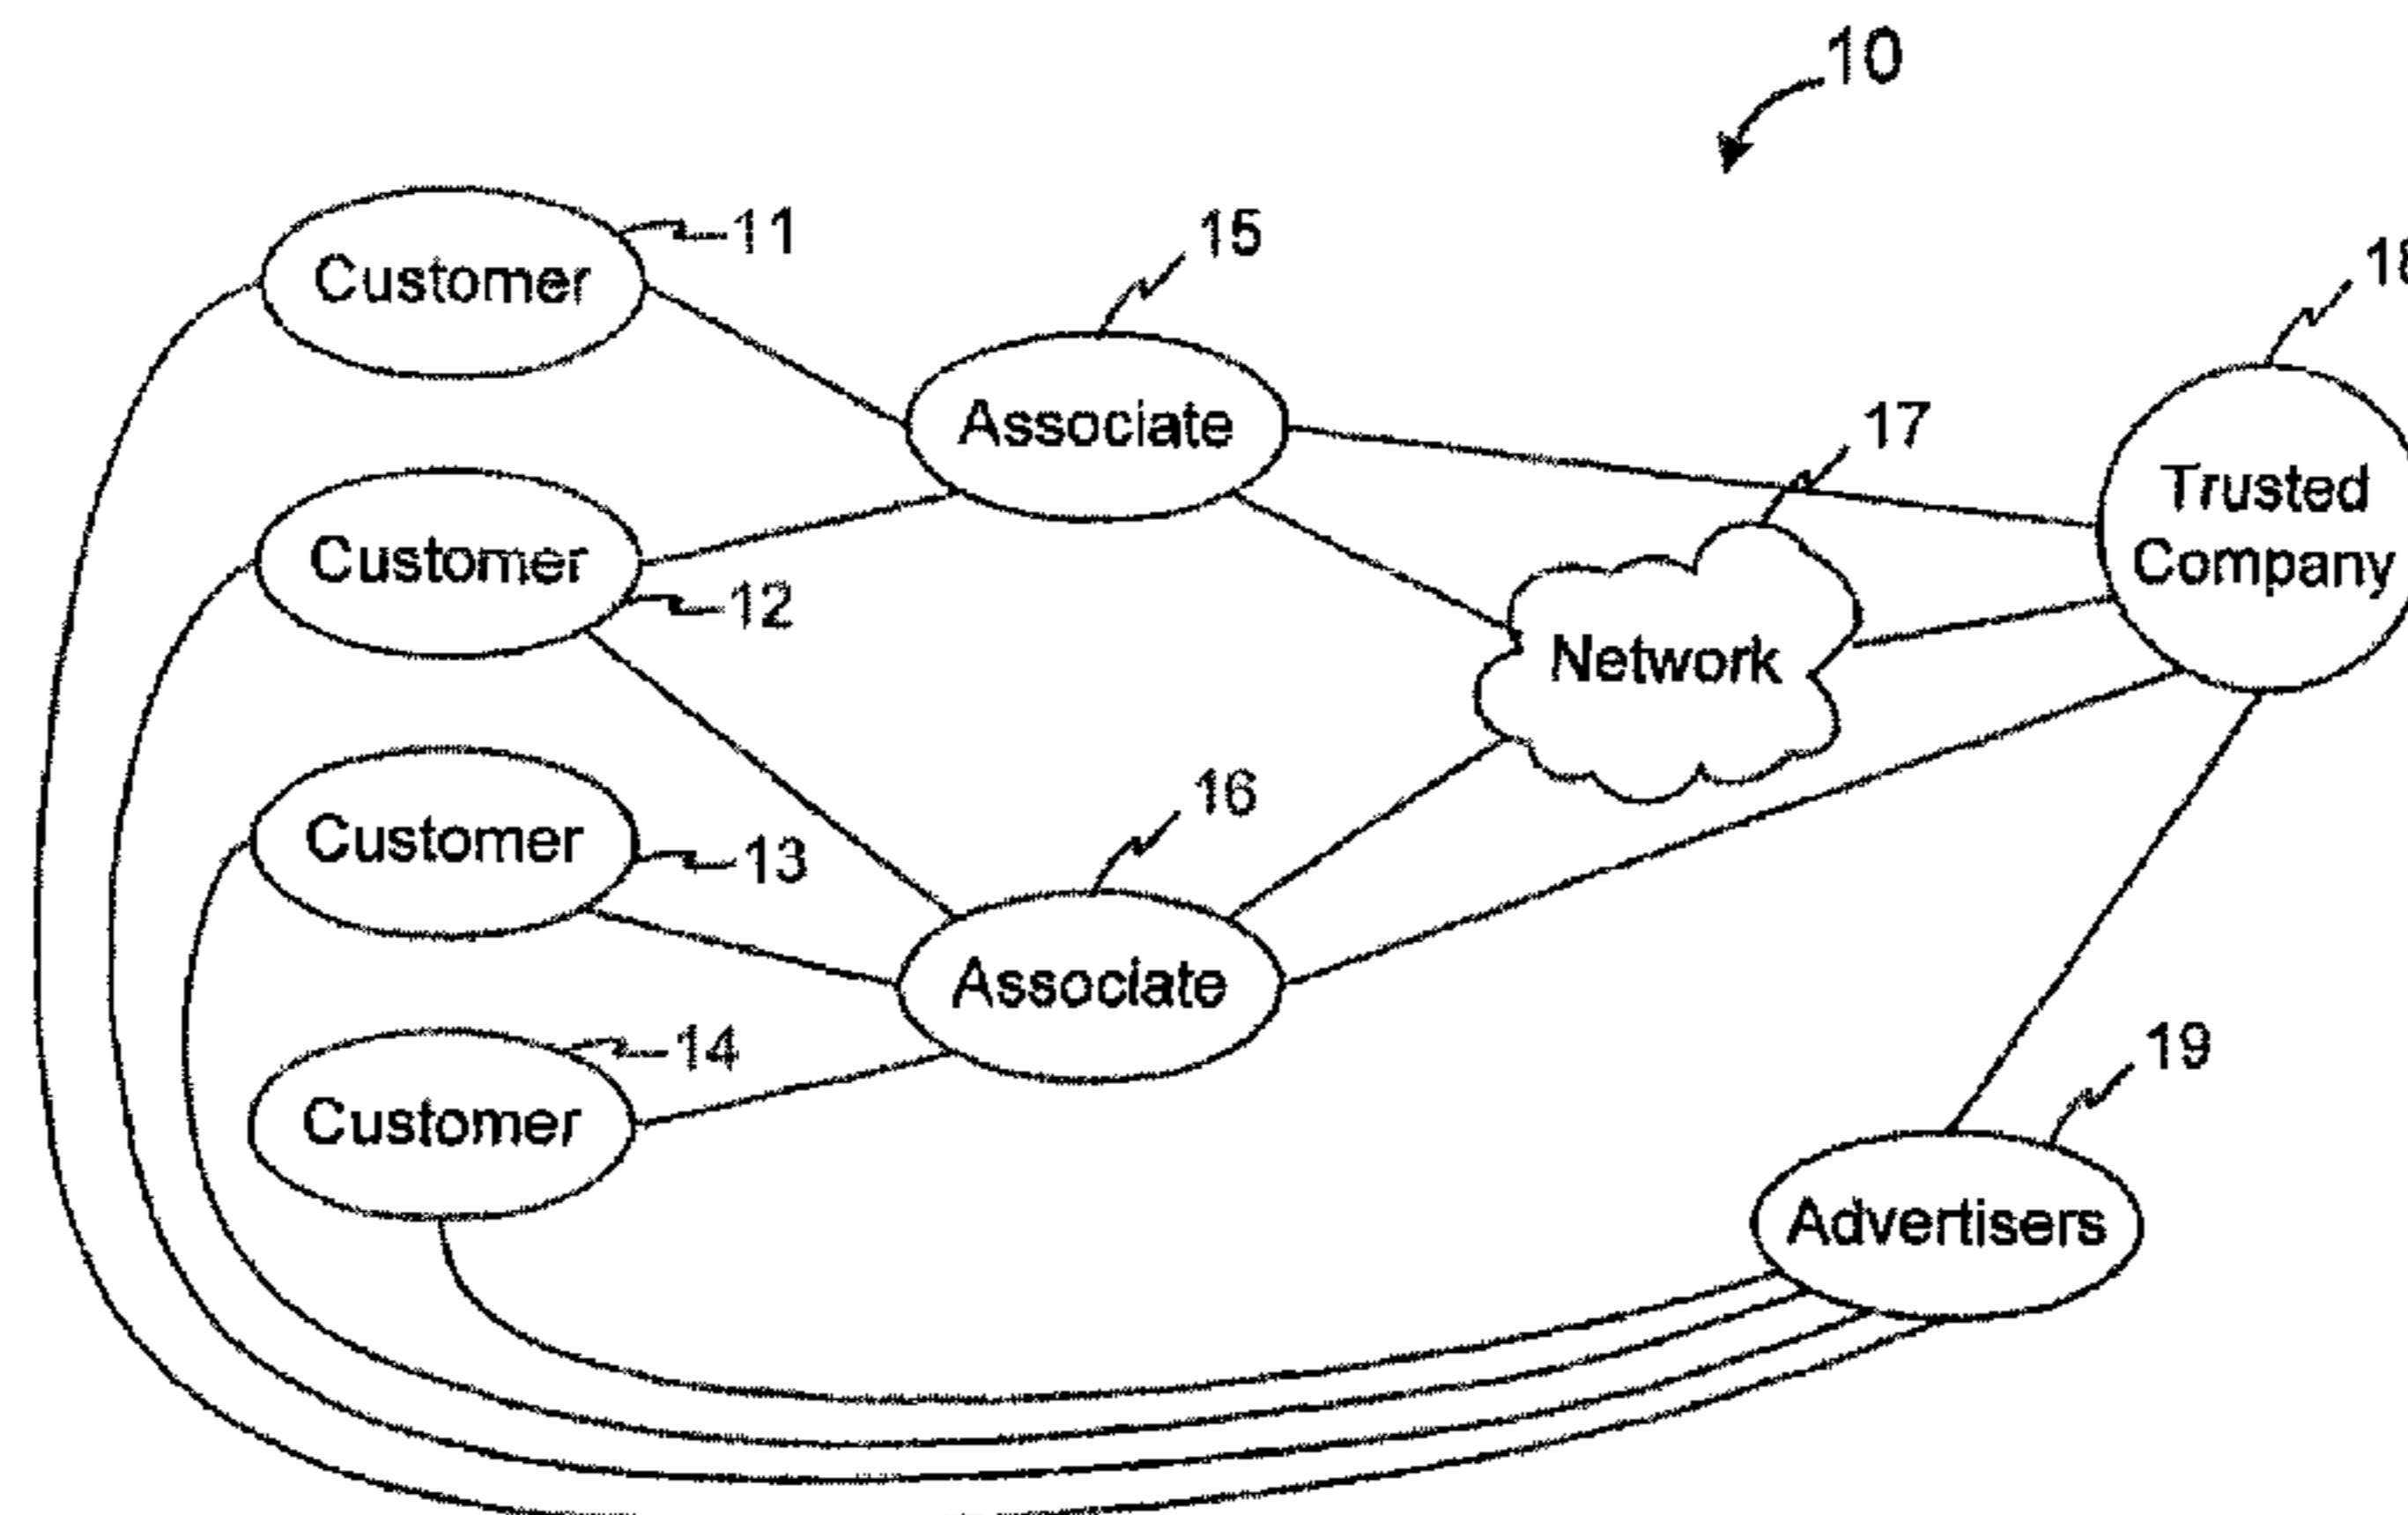 10
11
Customer
15
Associate
18
Trusted
Company
17
Network
Customer
12
Customer
13
16
Associate
14
Customer
19
Advertisers